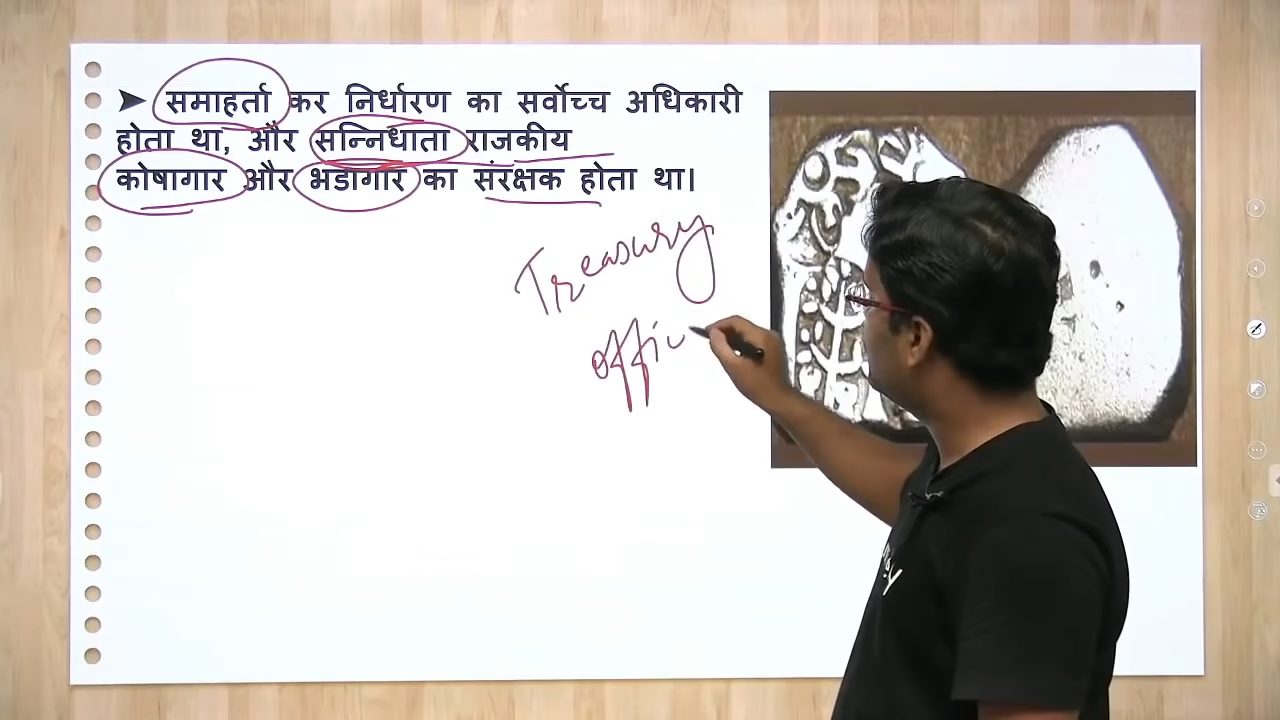 ➤ समाहर्ता कर निर्धारण का सर्वोच्च अधिकारी
होता था, और सन्निधाता राजकीय
कोषागार और भडागार का संरक्षक होता था।
Treasury
offic